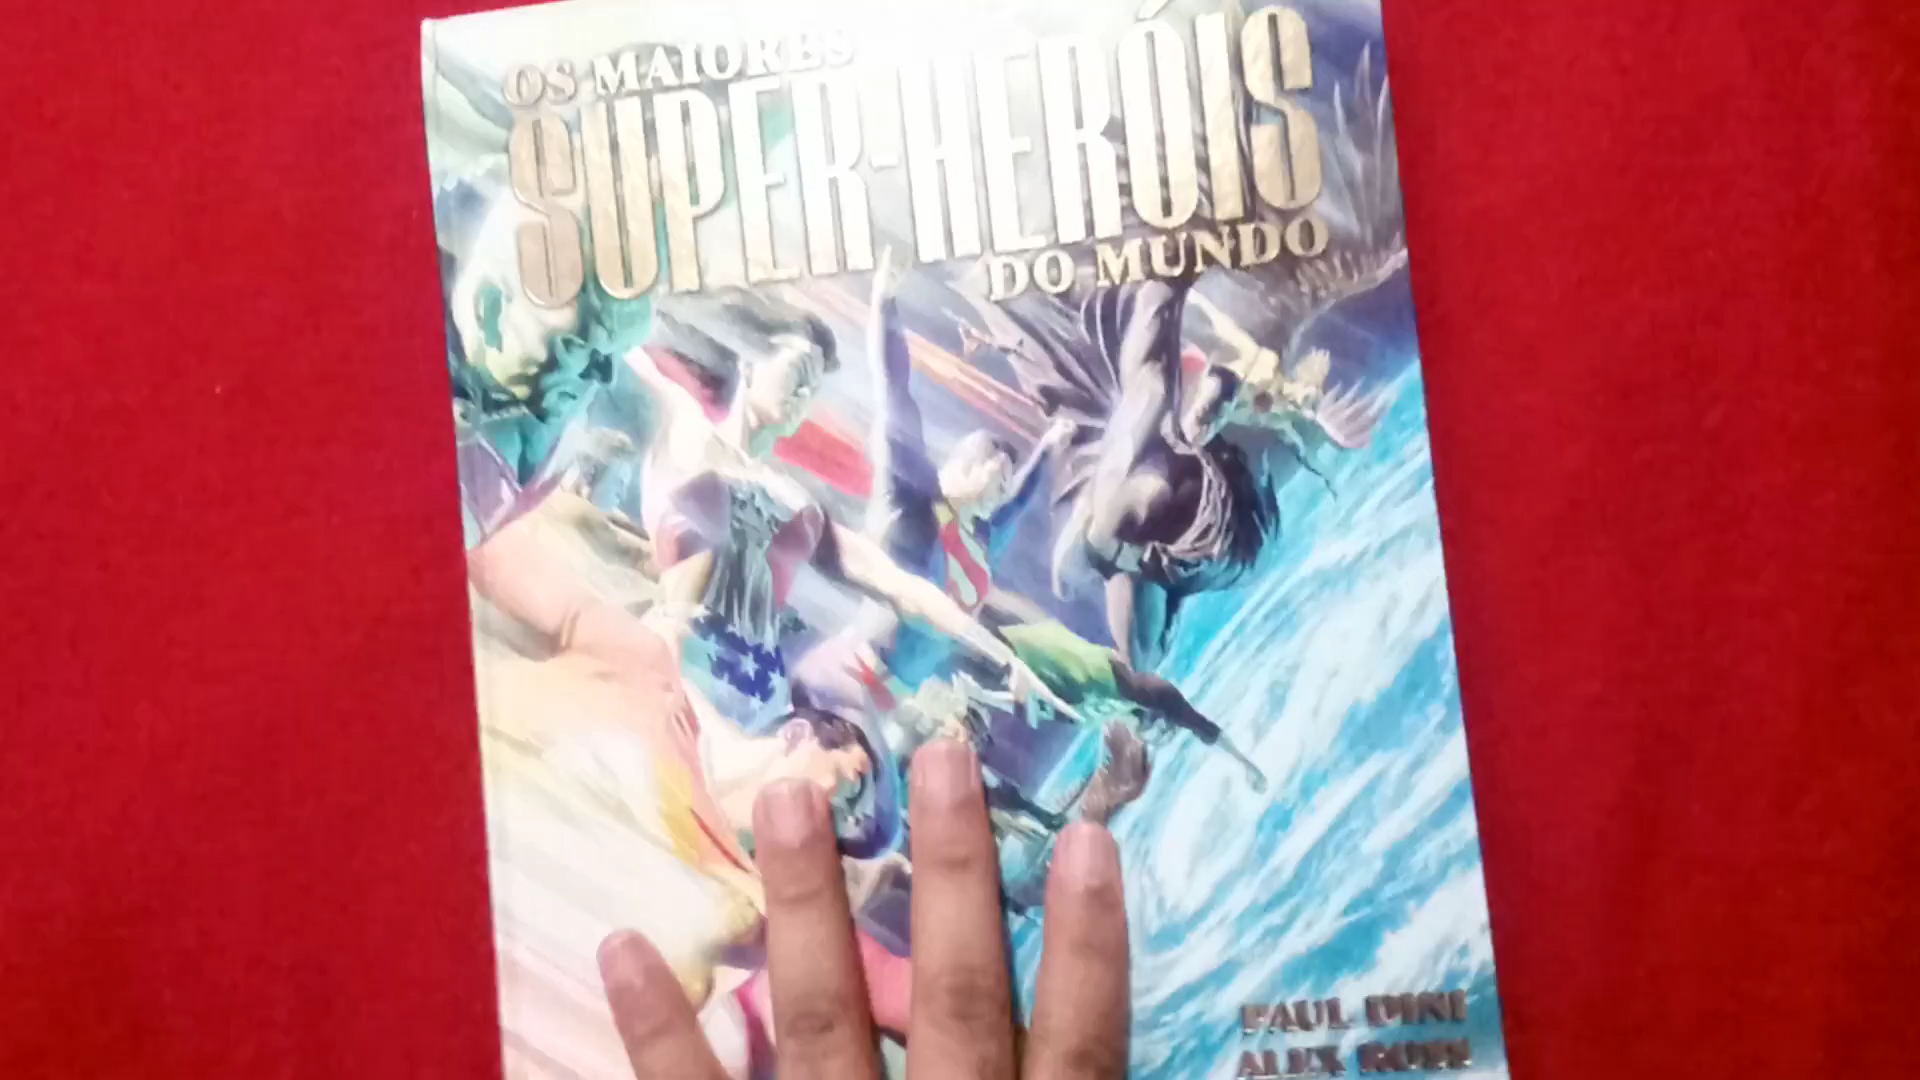 OS MAIORES
SUPER-HERÓIS
DO MUNDO
PAUL DINI
ALEX ROSS